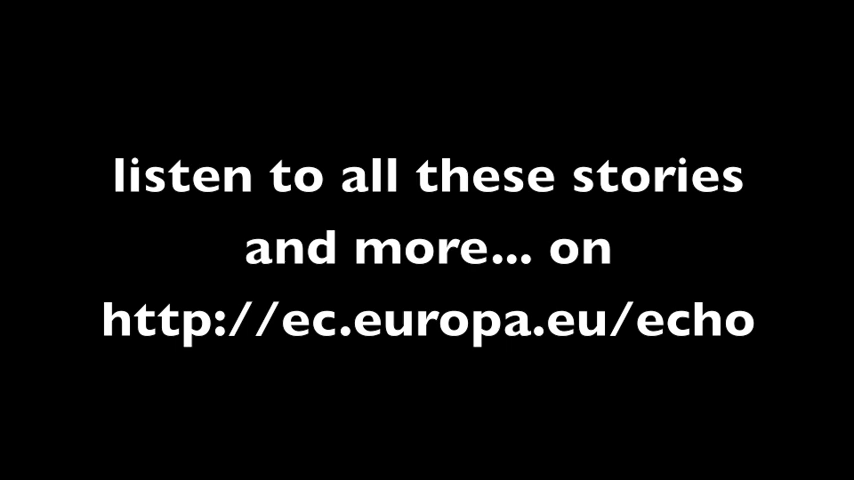 listen to all these stories
and more... on
http://ec.europa.eu/echo